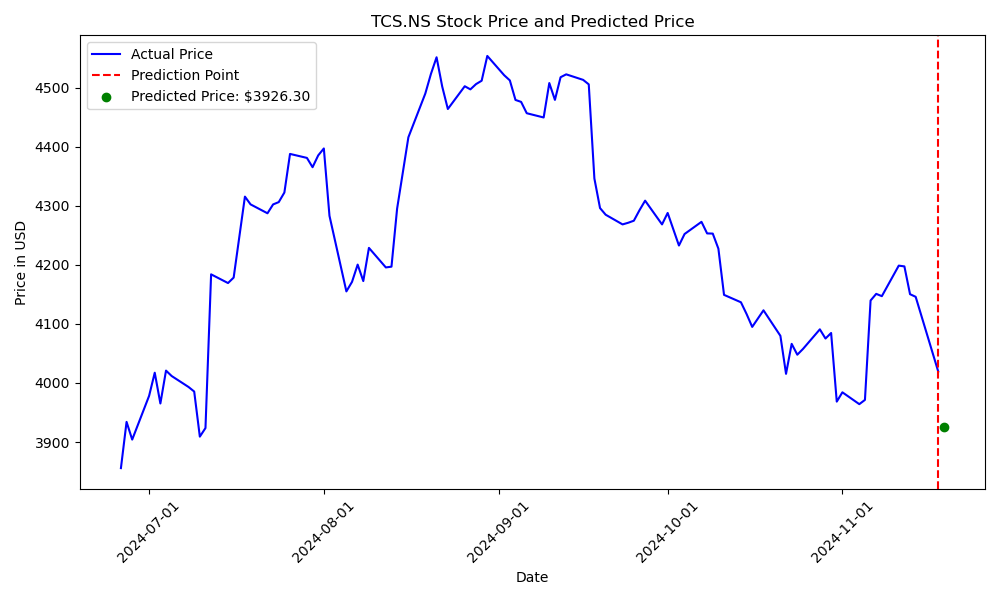 TCS.NS Stock Price and Predicted Price
Actual Price
Prediction Point
Predicted Price: $3926.30
Price in USD
4500
4400
4300
4200
4100
4000
3900
2024-07-01
2024-08-01
2024-09-01
2024-10-01
2024-11-01
Date